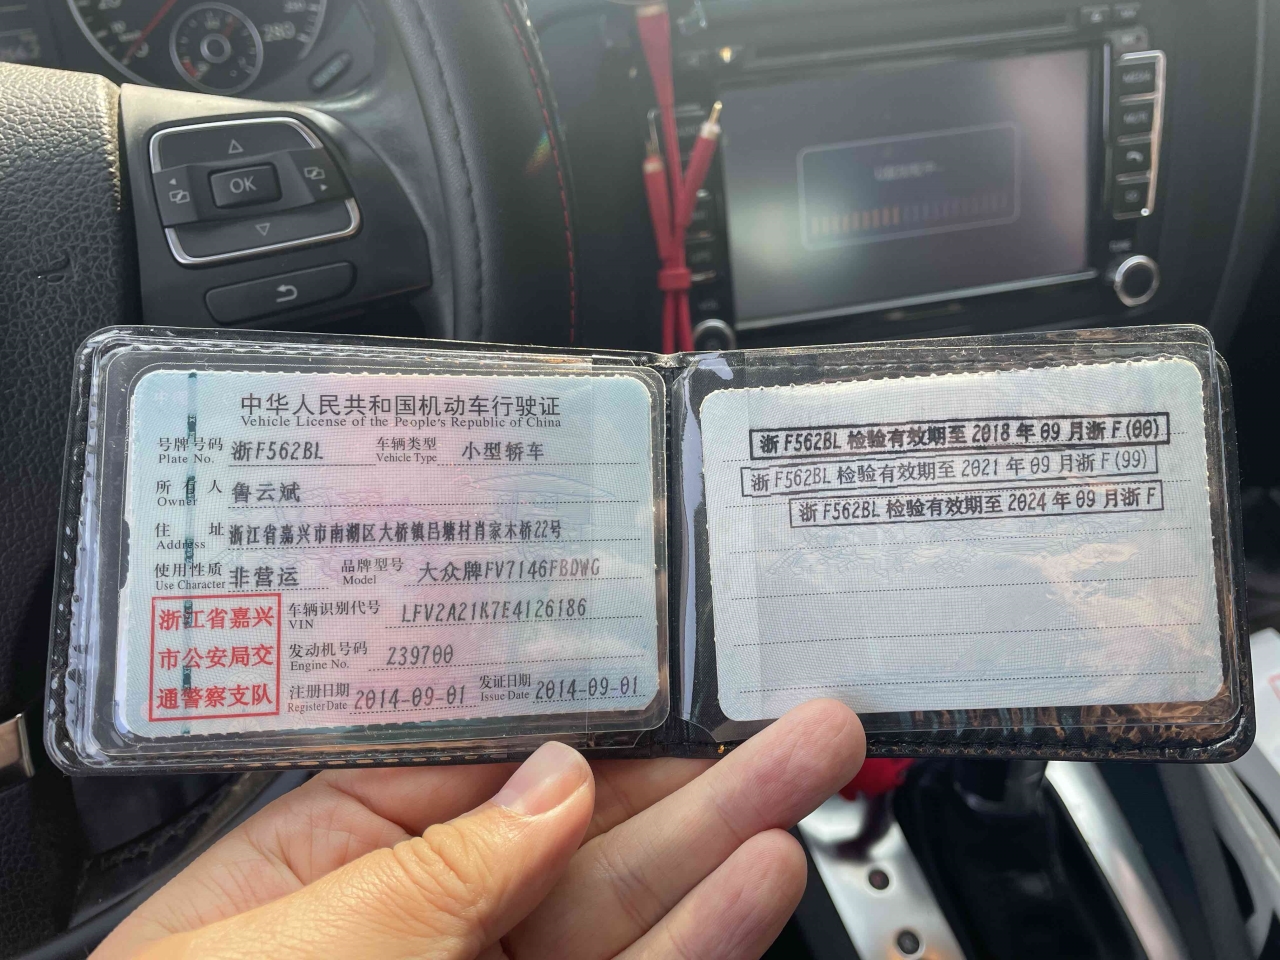 280
OK
MEDIA
MUTE
中华人民共和国机动车行驶证
Vehicle License of the People's Republic of China
号牌号码 浙F562BL 车辆类型 小型轿车
Plate No. Vehicle Type
所有人 鲁云斌
Owner
住址 浙江省嘉兴市南湖区大桥镇吕塘村肖家木桥22号
Address
使用性质 非营运 品牌型号 大众牌FV7146FBDWG
Use Character Model
浙江省嘉兴
市公安局交
通警察支队
车辆识别代号 LFV2A21K7E4126186
VIN
发动机号码 Z39700
Engine No.
注册日期 2014-09-01 发证日期 2014-09-01
Register Date Issue Date
浙F562BL 检验有效期至 2018 年 09 月浙 F (00)
浙 F562BL 检验有效期至 2021 年 09 月浙 F (99)
浙 F562BL 检验有效期至 2024 年 09 月浙 F